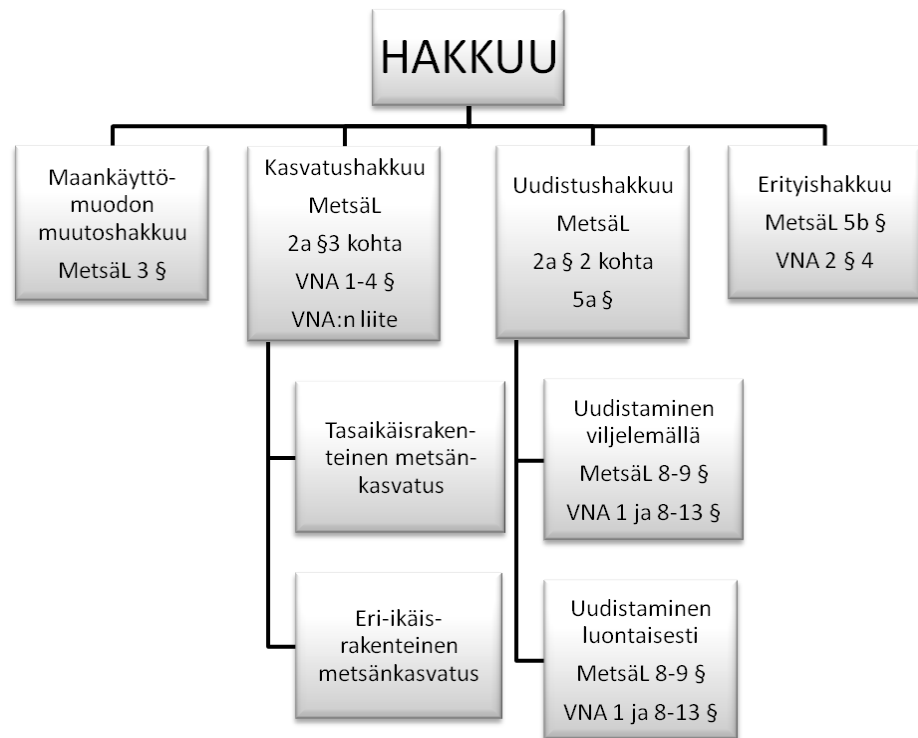 HAKKUU
Maankäyttö-
muodon
muutoshakkuu
MetsäL 3 §
Kasvatushakkuu
MetsäL
2a §3 kohta
VNA 1-4 §
VNA:n liite
Uudistushakkuu
MetsäL
2a § 2 kohta
5a §
Erityishakkuu
MetsäL 5b §
VNA 2 § 4
Tasaikäisraken-
teinen metsän-
kasvatus
Eri-ikäis-
rakenteinen
metsänkasvatus
Uudistaminen
viljelemällä
MetsäL 8-9 §
VNA 1 ja 8-13 §
Uudistaminen
luontaisesti
MetsäL 8-9 §
VNA 1 ja 8-13 §